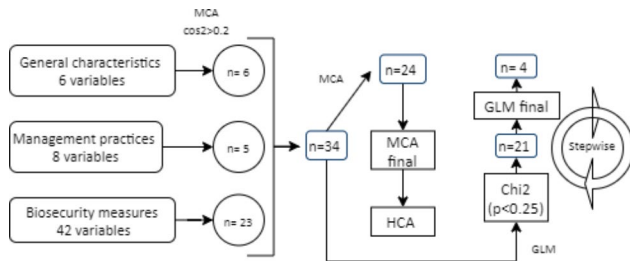 MCA
cos2>0.2
General characteristics
6 variables
n= 6
Management practices
8 variables
n= 5
Biosecurity measures
42 variables
n= 23
n=34
MCA
n=24
MCA
final
HCA
n= 4
GLM final
n=21
Chi2
(p<0.25)
GLM
Stepwise